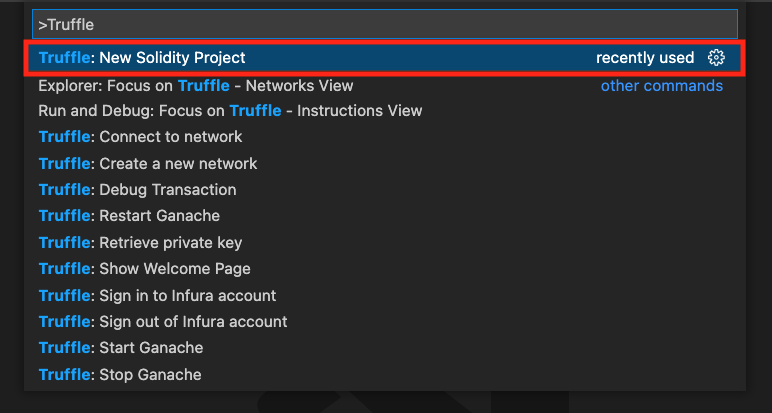 >Truffle
Truffle: New Solidity Project recently used
Explorer: Focus on Truffle - Networks View other commands
Run and Debug: Focus on Truffle - Instructions View
Truffle: Connect to network
Truffle: Create a new network
Truffle: Debug Transaction
Truffle: Restart Ganache
Truffle: Retrieve private key
Truffle: Show Welcome Page
Truffle: Sign in to Infura account
Truffle: Sign out of Infura account
Truffle: Start Ganache
Truffle: Stop Ganache